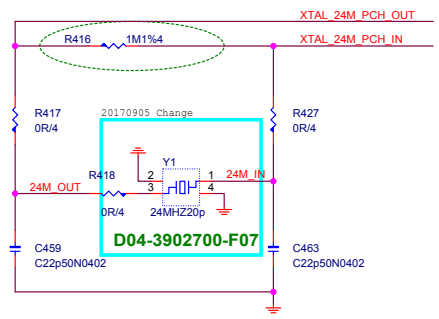 XTAL_24M_PCH_OUT
R416 1M1%4
XTAL_24M_PCH_IN
R417
0R/4
R427
0R/4
20170905 Change
Y1
R418
2
1
24M_IN
24M_OUT
3
4
0R/4
24MHZ20p
D04-3902700-F07
C459
C22p50N0402
C463
C22p50N0402